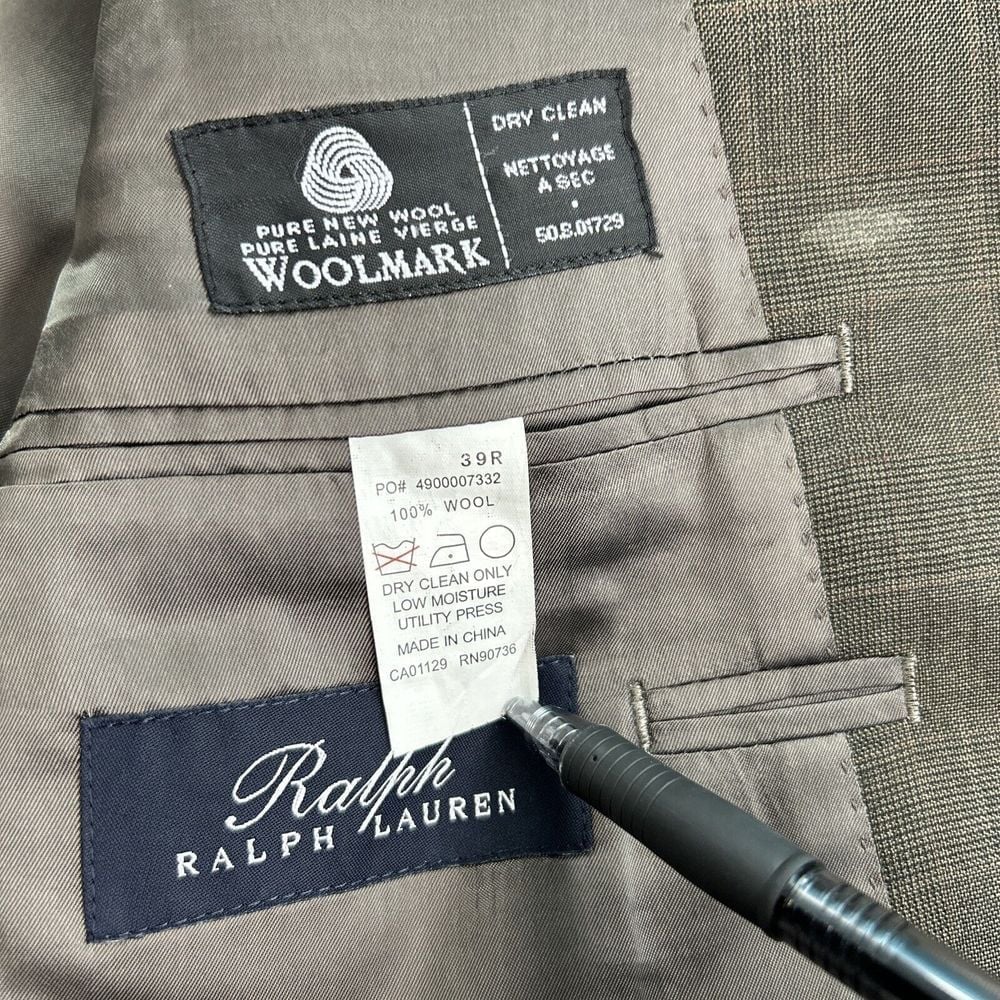 PURE NEW WOOL
PURE LAINE VIERGE
WOOLMARK
DRY CLEAN
NETTOYAGE
A SEC
50.8.01729
39R
PO# 4900007332
100% WOOL
DRY CLEAN ONLY
LOW MOISTURE
UTILITY PRESS
MADE IN CHINA
CA01129 RN90736
Ralph
RALPH LAUREN